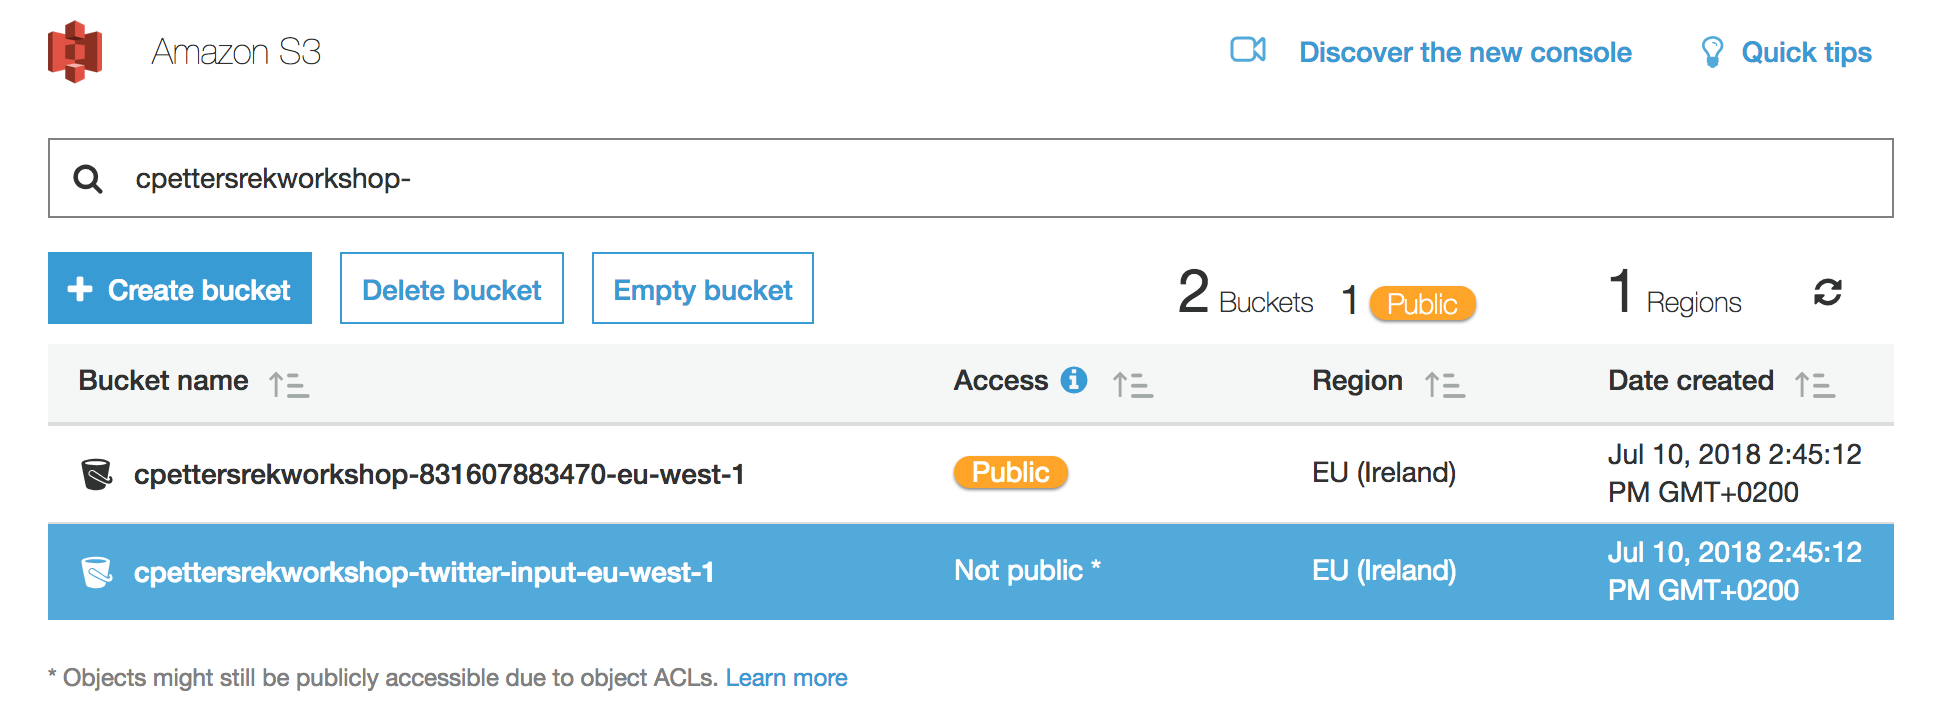 Amazon S3
Discover the new console
Quick tips
cpettersrekworkshop-
Create bucket
Delete bucket
Empty bucket
2 Buckets 1 Public
1 Regions
Bucket name Access Region Date created
cpettersrekworkshop-831607883470-eu-west-1 Public EU (Ireland) Jul 10, 2018 2:45:12
PM GMT+0200
cpettersrekworkshop-twitter-input-eu-west-1 Not public * EU (Ireland) Jul 10, 2018 2:45:12
PM GMT+0200
* Objects might still be publicly accessible due to object ACLs. Learn more